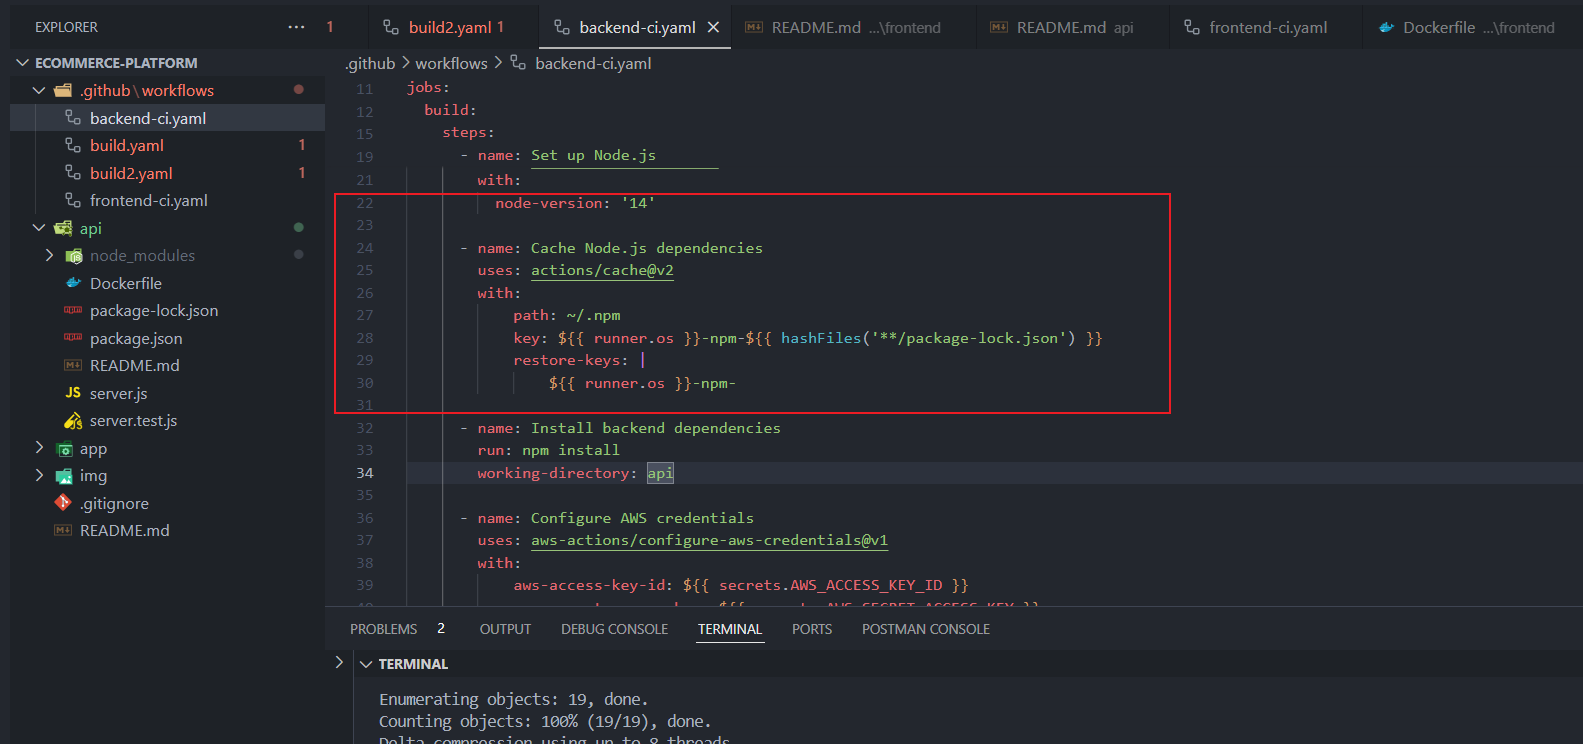 EXPLORER
··· 1
build2.yaml 1
backend-ci.yaml
README.md ...\frontend
README.md api
frontend-ci.yaml
Dockerfile ...\frontend
ECOMMERCE-PLATFORM
.github\workflows
backend-ci.yaml
build.yaml 1
build2.yaml 1
frontend-ci.yaml
api
node_modules
Dockerfile
package-lock.json
package.json
README.md
JS server.js
server.test.js
app
img
.gitignore
README.md
.github > workflows > backend-ci.yaml
11 jobs:
12 build:
15 steps:
19 - name: Set up Node.js
21 with:
22 node-version: '14'
23
24 - name: Cache Node.js dependencies
25 uses: actions/cache@v2
26 with:
27 path: ~/.npm
28 key: ${{ runner.os }}-npm-${{ hashFiles('**/package-lock.json') }}
29 restore-keys: |
30 ${{ runner.os }}-npm-
31
32 - name: Install backend dependencies
33 run: npm install
34 working-directory: api
35
36 - name: Configure AWS credentials
37 uses: aws-actions/configure-aws-credentials@v1
38 with:
39 aws-access-key-id: ${{ secrets.AWS_ACCESS_KEY_ID }}
PROBLEMS 2 OUTPUT DEBUG CONSOLE TERMINAL PORTS POSTMAN CONSOLE
TERMINAL
Enumerating objects: 19, done.
Counting objects: 100% (19/19), done.
Delta compression using up to 8 threads